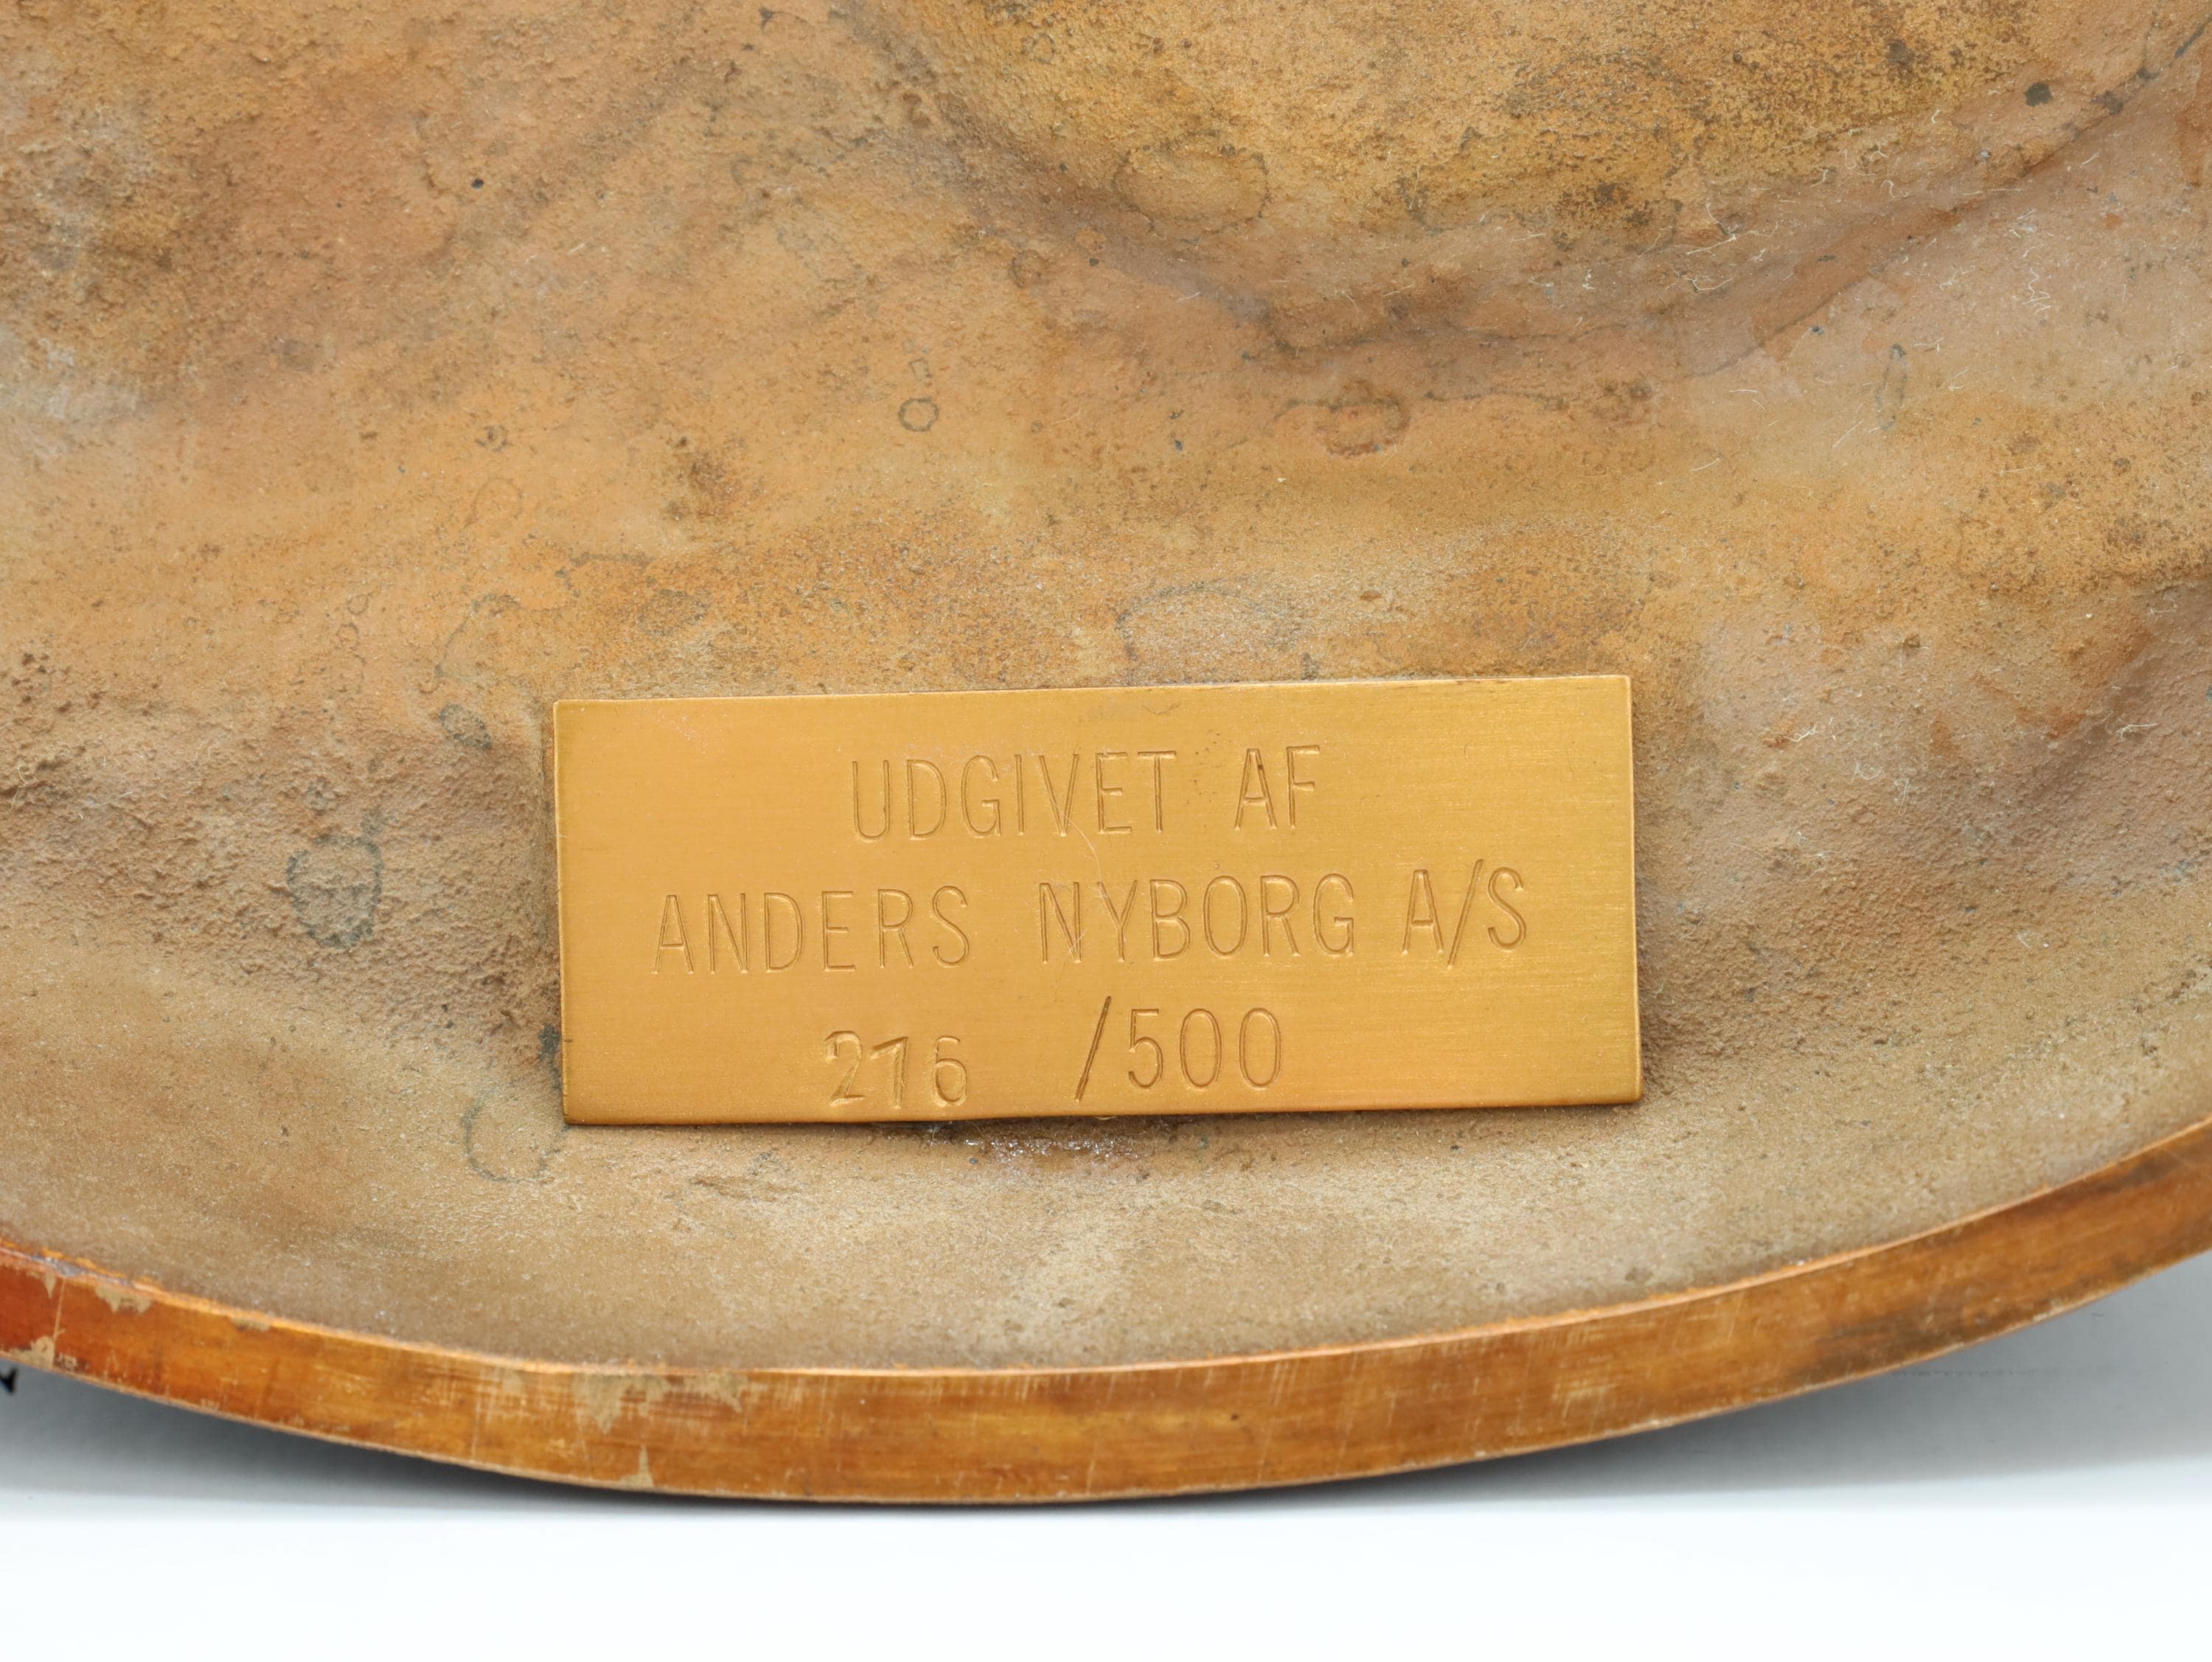 UDGIVET AF
ANDERS NYBORG A/S
216 /500